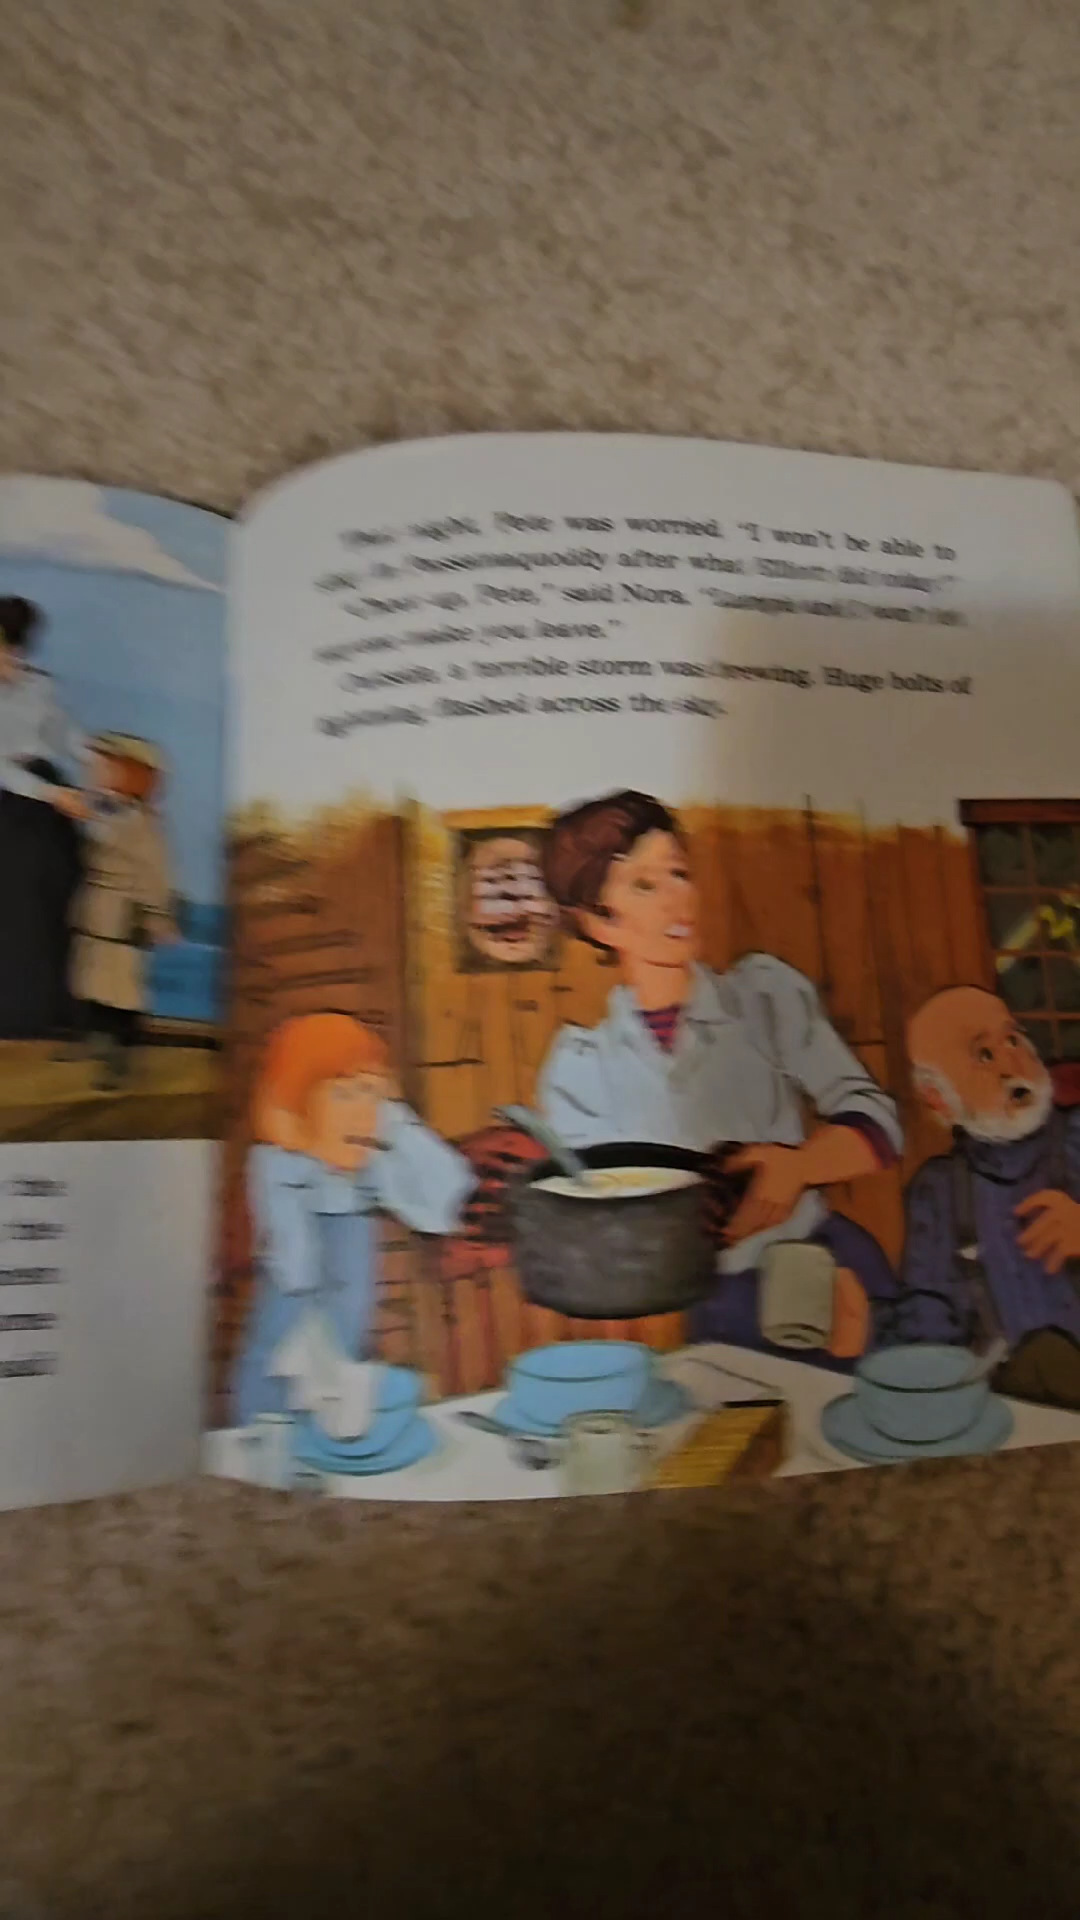 That night, Pete was worried. "I won't be able to
stay in Passamaquoddy after what Elliott did today!"
"Cheer up, Pete," said Nora. "Lampie and I won't let
anyone make you leave."
Outside, a terrible storm was brewing. Huge bolts of
lightning flashed across the sky.